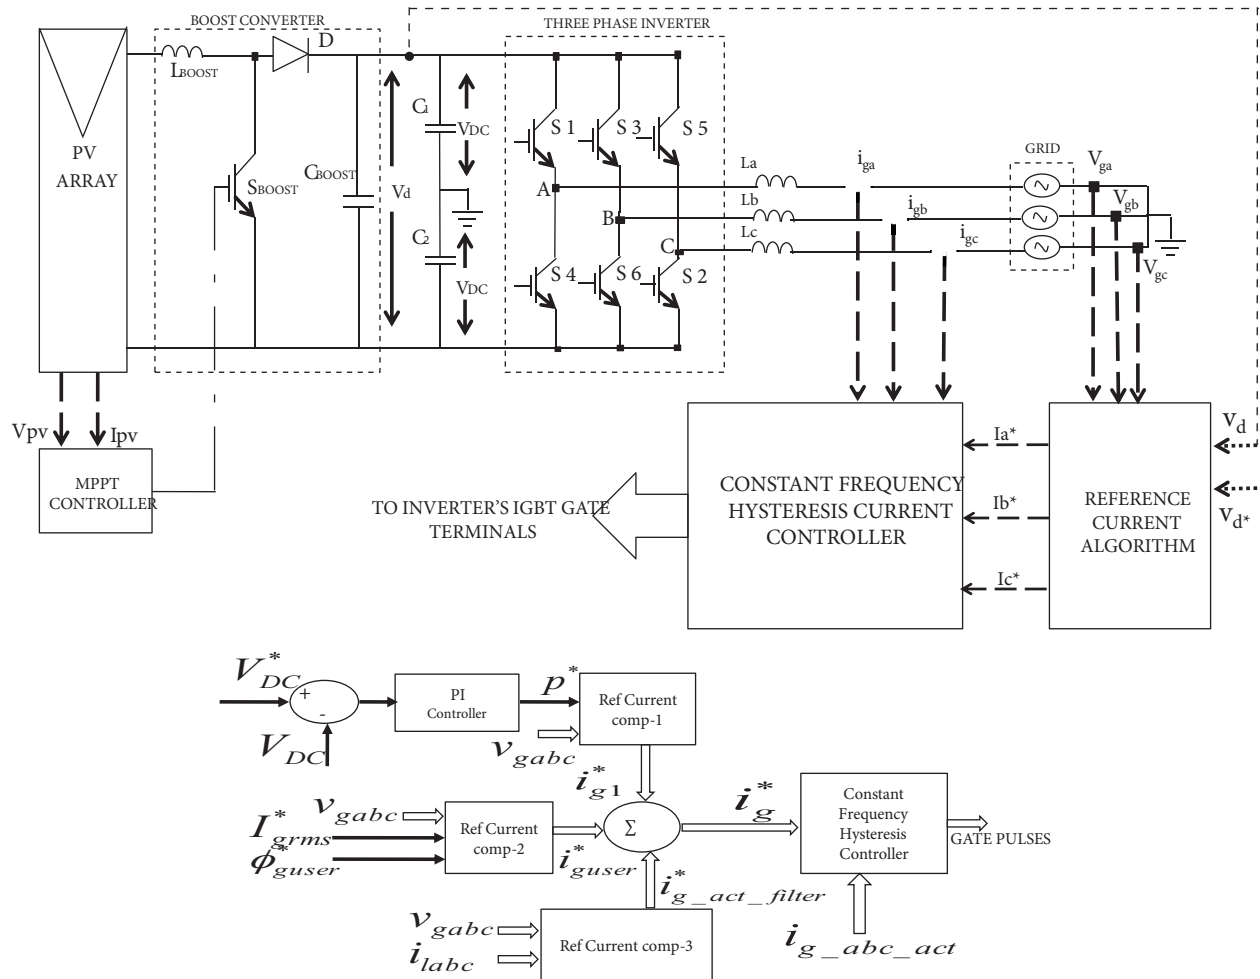 BOOST CONVERTER
THREE PHASE INVERTER
D
LBOOST
C1
VDC
S 1
S 3
S 5
PV
ARRAY
SBOOST
CBOOST
Vd
A
B
C
La
Lb
Lc
iga
igb
igc
GRID
Vga
Vgb
Vgc
C2
VDC
S 4
S 6
S 2
Vpv
Ipv
MPPT
CONTROLLER
TO INVERTER'S IGBT GATE
TERMINALS
CONSTANT FREQUENCY
HYSTERESIS CURRENT
CONTROLLER
Ia*
Ib*
Ic*
REFERENCE
CURRENT
ALGORITHM
vd
vd*
V*DC
+
-
VDC
PI
Controller
p*
vgabc
Ref Current
comp-1
i*g1
vgabc
I*grms
ϕ*guser
Ref Current
comp-2
i*guser
Σ
i*g
i*g_act_filter
vgabc
ilabc
Ref Current comp-3
Constant
Frequency
Hysteresis
Controller
GATE PULSES
ig_abc_act